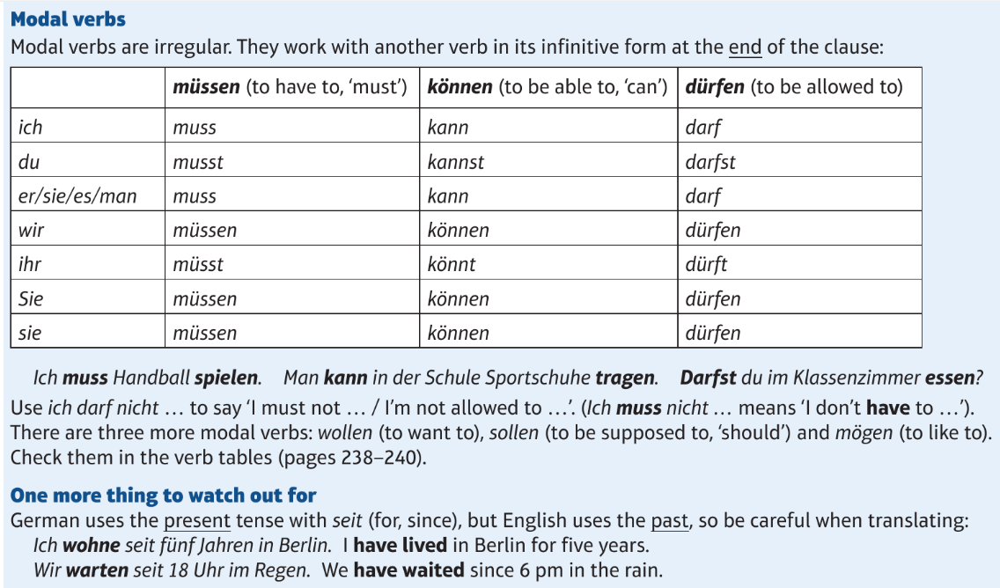 Modal verbs
Modal verbs are irregular. They work with another verb in its infinitive form at the end of the clause:
müssen (to have to, ‘must’) können (to be able to, ‘can’) dürfen (to be allowed to)
ich muss kann darf
du musst kannst darfst
er/sie/es/man muss kann darf
wir müssen können dürfen
ihr müsst könnt dürft
Sie müssen können dürfen
sie müssen können dürfen
Ich muss Handball spielen. Man kann in der Schule Sportschuhe tragen. Darfst du im Klassenzimmer essen?
Use ich darf nicht … to say ‘I must not … / I’m not allowed to …’. (Ich muss nicht … means ‘I don’t have to …’).
There are three more modal verbs: wollen (to want to), sollen (to be supposed to, ‘should’) and mögen (to like to).
Check them in the verb tables (pages 238–240).
One more thing to watch out for
German uses the present tense with seit (for, since), but English uses the past, so be careful when translating:
Ich wohne seit fünf Jahren in Berlin. I have lived in Berlin for five years.
Wir warten seit 18 Uhr im Regen. We have waited since 6 pm in the rain.